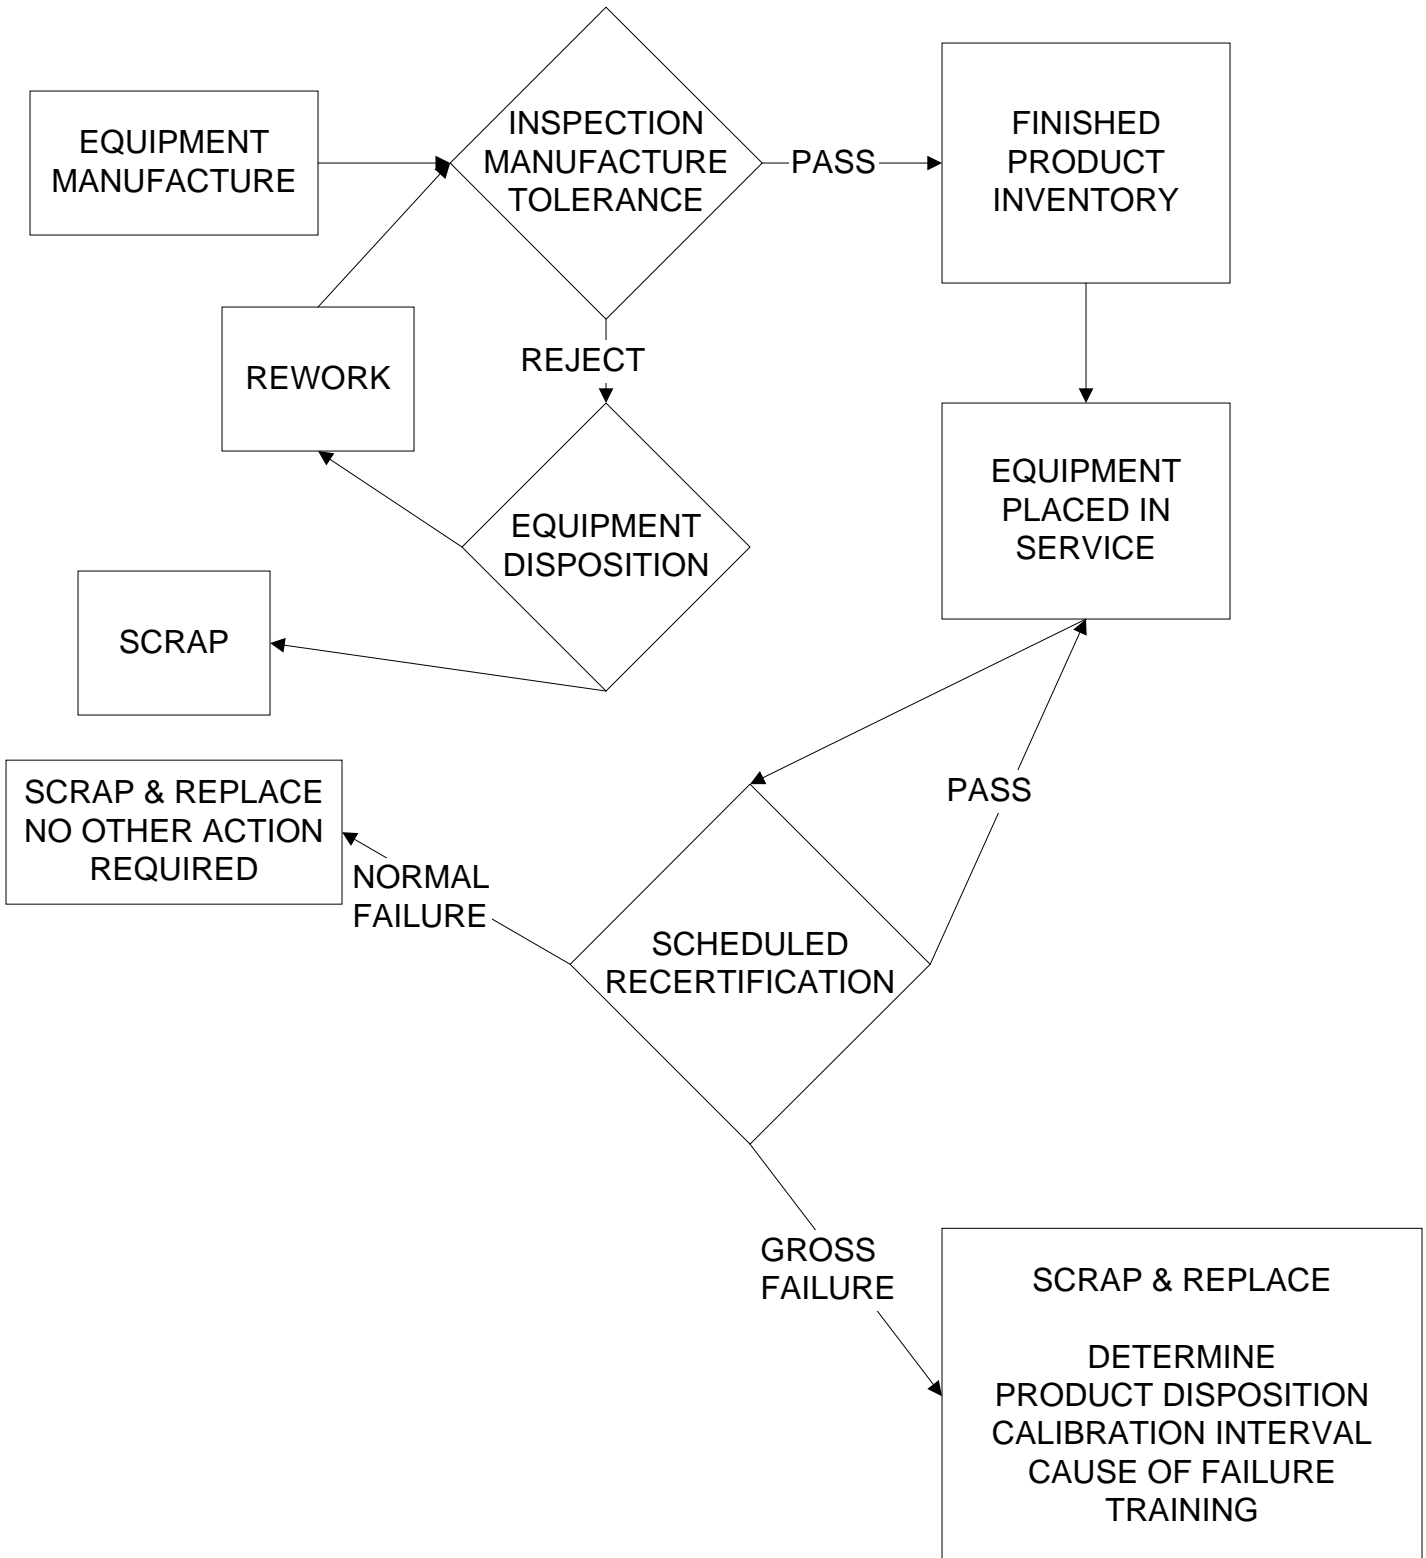 EQUIPMENT
MANUFACTURE
INSPECTION
MANUFACTURE
TOLERANCE
PASS
FINISHED
PRODUCT
INVENTORY
REJECT
REWORK
EQUIPMENT
DISPOSITION
EQUIPMENT
PLACED IN
SERVICE
SCRAP
SCRAP & REPLACE
NO OTHER ACTION
REQUIRED
NORMAL
FAILURE
PASS
SCHEDULED
RECERTIFICATION
GROSS
FAILURE
SCRAP & REPLACE
DETERMINE
PRODUCT DISPOSITION
CALIBRATION INTERVAL
CAUSE OF FAILURE
TRAINING